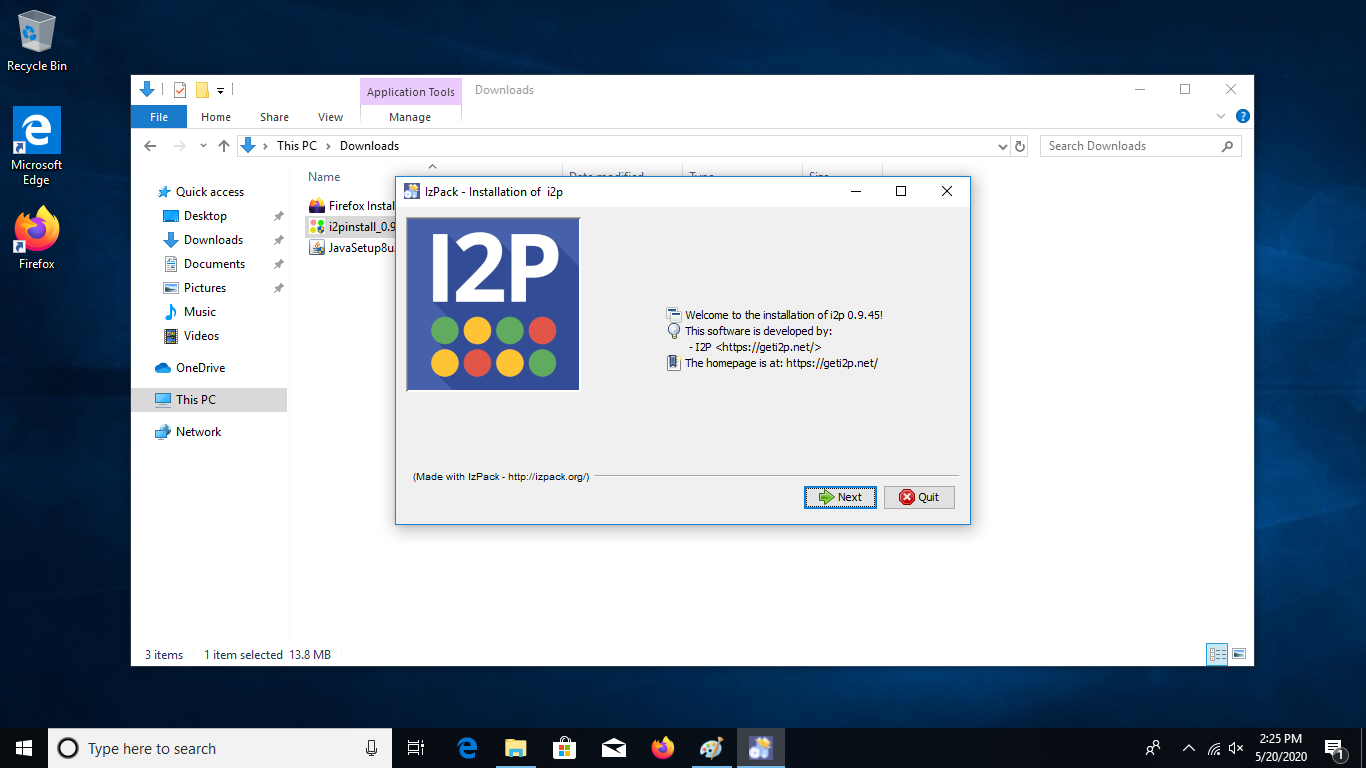 Recycle Bin
Microsoft
Edge
Firefox
Application Tools
Downloads
File
Home
Share
View
Manage
This PC
Downloads
Search Downloads
Quick access
Desktop
Downloads
Documents
Pictures
Music
Videos
OneDrive
This PC
Network
Name
Date modified
Type
Size
Firefox Instal
i2pinstall_0.9
JavaSetup8u
IzPack - Installation of i2p
I2P
Welcome to the installation of i2p 0.9.45!
This software is developed by:
- I2P <https://geti2p.net/>
The homepage is at: https://geti2p.net/
(Made with IzPack - http://izpack.org/)
Next
Quit
3 items
1 item selected 13.8 MB
Type here to search
2:25 PM
5/20/2020
1